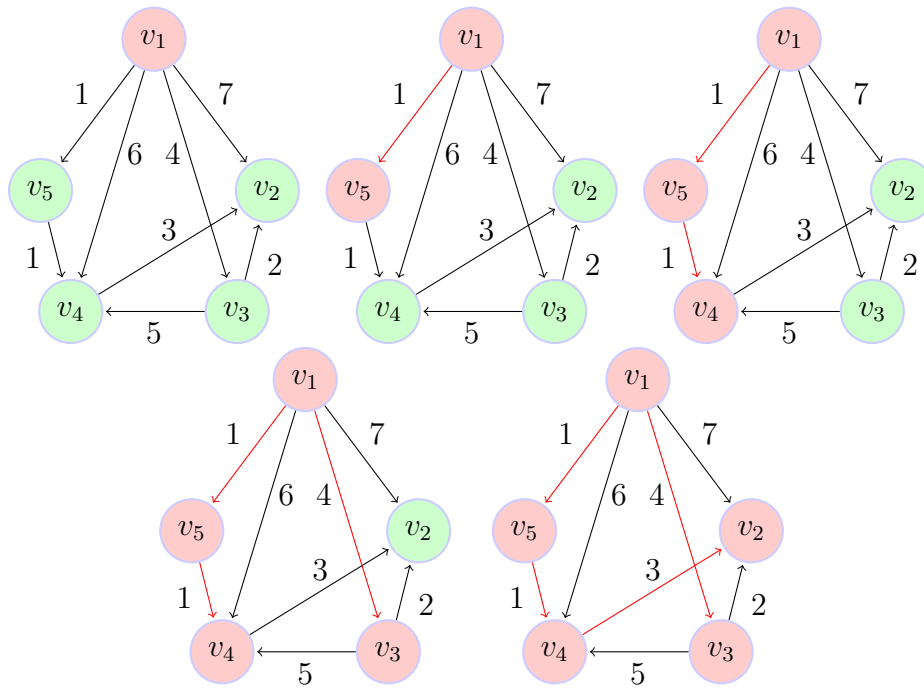 v₁ v₁ v₁
1 7 1 7 1 7
6 4 6 4 6 4
v₅ v₂ v₅ v₂ v₅ v₂
3 3 3
1 2 1 2 1 2
v₄ v₃ v₄ v₃ v₄ v₃
5 5 5
v₁ v₁
1 7 1 7
6 4 6 4
v₅ v₂ v₅ v₂
3 3
1 2 1 2
v₄ v₃ v₄ v₃
5 5